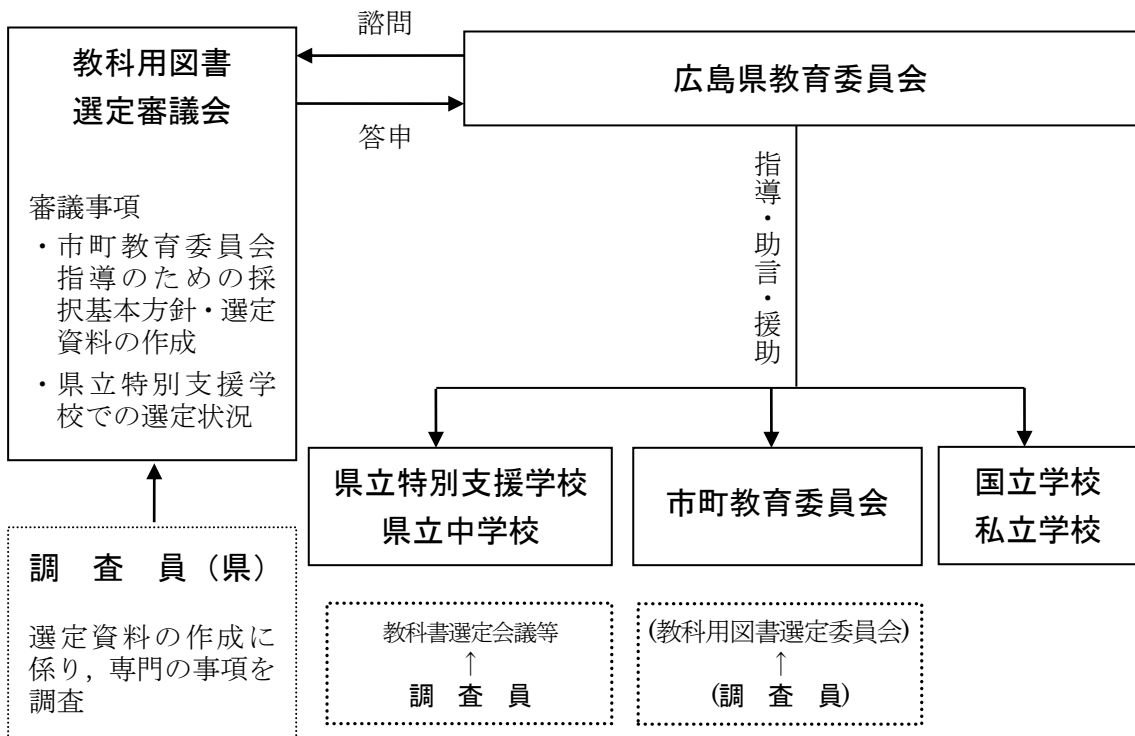 諮問
教科用図書
選定審議会
広島県教育委員会
答申
審議事項
・市町教育委員会
指導のための採
択基本方針・選定
資料の作成
・県立特別支援学
校での選定状況
指導・助言・援助
県立特別支援学校
県立中学校
市町教育委員会
国立学校
私立学校
調 査 員（県）
選定資料の作成に
係り，専門の事項を
調査
教科書選定会議等
↑
調 査 員
(教科用図書選定委員会)
↑
(調 査 員)